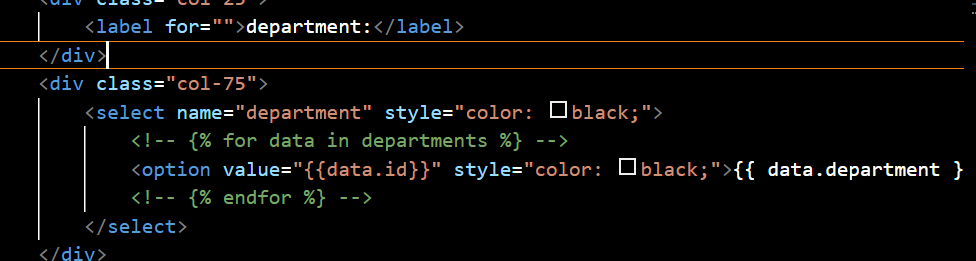 <div class="col-25">
<label for="">department:</label>
</div>
<div class="col-75">
<select name="department" style="color: black;">
<!-- {% for data in departments %} -->
<option value="{{data.id}}" style="color: black;">{{ data.department }
<!-- {% endfor %} -->
</select>
</div>